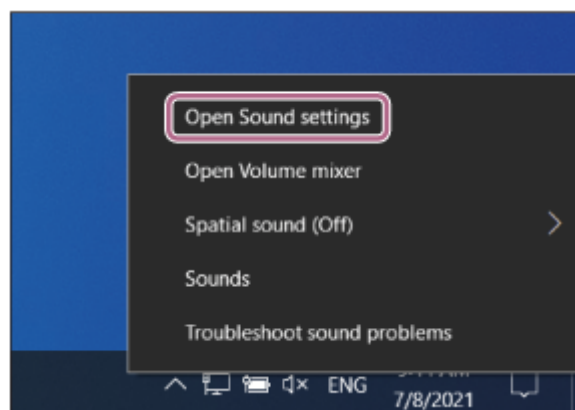 Open Sound settings
Open Volume mixer
Spatial sound (Off)
Sounds
Troubleshoot sound problems
ENG
7/8/2021